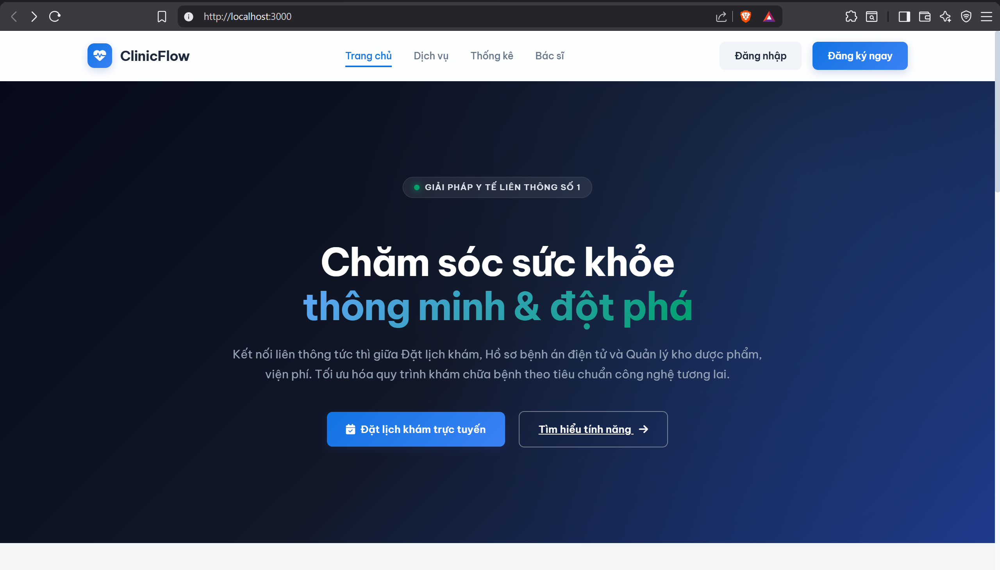 http://localhost:3000
ClinicFlow
Trang chủ
Dịch vụ
Thống kê
Bác sĩ
Đăng nhập
Đăng ký ngay
GIẢI PHÁP Y TẾ LIÊN THÔNG SỐ 1
Chăm sóc sức khỏe
thông minh & đột phá
Kết nối liên thông tức thì giữa Đặt lịch khám, Hồ sơ bệnh án điện tử và Quản lý kho dược phẩm,
viện phí. Tối ưu hóa quy trình khám chữa bệnh theo tiêu chuẩn công nghệ tương lai.
Đặt lịch khám trực tuyến
Tìm hiểu tính năng